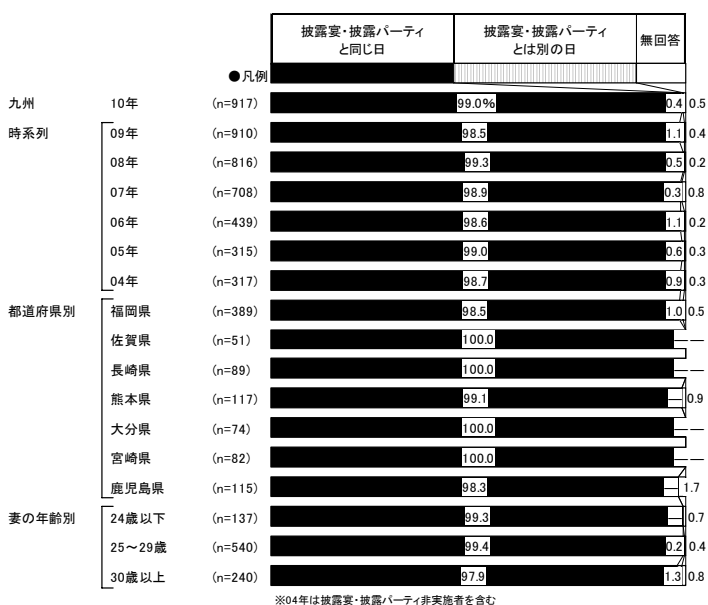 披露宴・披露パーティ
と同じ日
披露宴・披露パーティ
とは別の日
無回答
●凡例
九州 10年 (n=917) 99.0% 0.4 0.5
時系列 09年 (n=910) 98.5 1.1 0.4
08年 (n=816) 99.3 0.5 0.2
07年 (n=708) 98.9 0.3 0.8
06年 (n=439) 98.6 1.1 0.2
05年 (n=315) 99.0 0.6 0.3
04年 (n=317) 98.7 0.9 0.3
都道府県別 福岡県 (n=389) 98.5 1.0 0.5
佐賀県 (n=51) 100.0 — —
長崎県 (n=89) 100.0 — —
熊本県 (n=117) 99.1 — 0.9
大分県 (n=74) 100.0 — —
宮崎県 (n=82) 100.0 — —
鹿児島県 (n=115) 98.3 — 1.7
妻の年齢別 24歳以下 (n=137) 99.3 — 0.7
25～29歳 (n=540) 99.4 0.2 0.4
30歳以上 (n=240) 97.9 1.3 0.8
※04年は披露宴・披露パーティ非実施者を含む